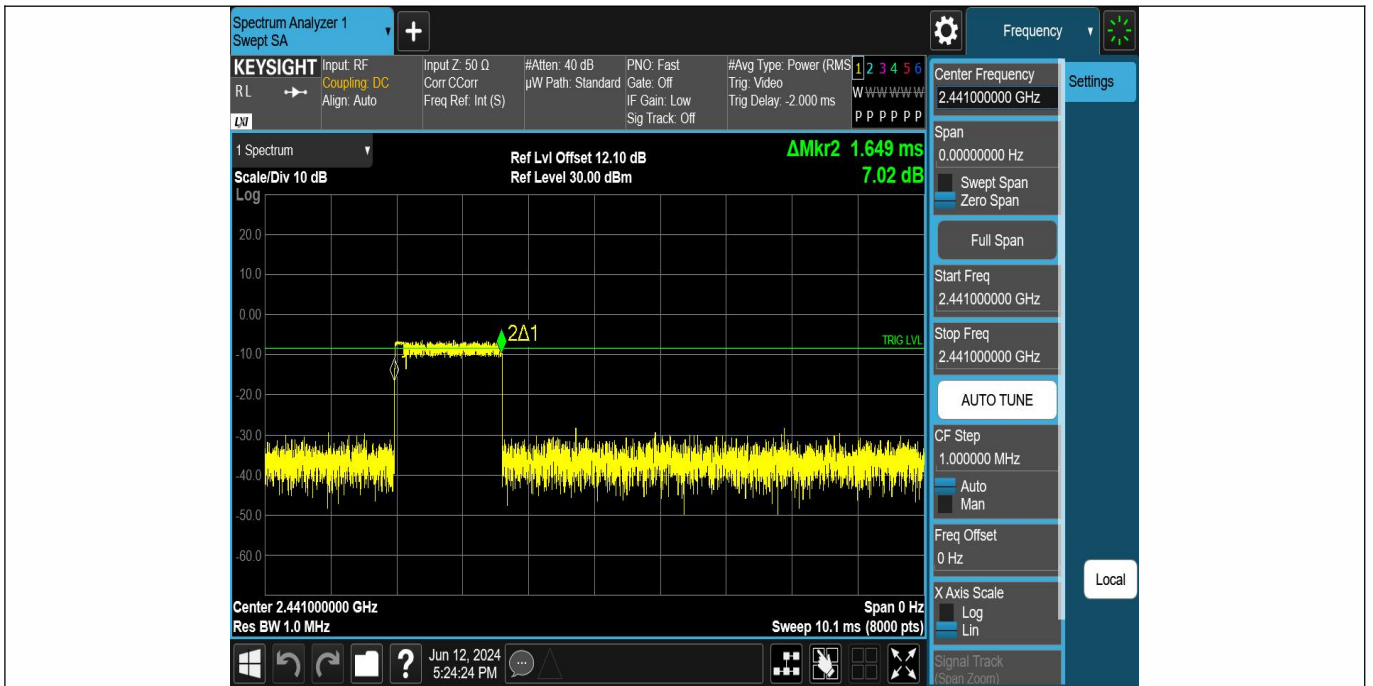 Spectrum Analyzer 1
Swept SA
+
Frequency
KEYSIGHT
RL
LXI
Input: RF
Coupling: DC
Align: Auto
Input Z: 50 Ω
Corr CCorr
Freq Ref: Int (S)
#Atten: 40 dB
µW Path: Standard
PNO: Fast
Gate: Off
IF Gain: Low
Sig Track: Off
#Avg Type: Power (RMS
Trig: Video
Trig Delay: -2.000 ms
1 2 3 4 5 6
W W W W W W
P P P P P P
1 Spectrum
Scale/Div 10 dB
Ref Lvl Offset 12.10 dB
Ref Level 30.00 dBm
ΔMkr2 1.649 ms
7.02 dB
Log
20.0
10.0
0.00
-10.0
-20.0
-30.0
-40.0
-50.0
-60.0
2Δ1
TRIG LVL
Center 2.441000000 GHz
Res BW 1.0 MHz
Span 0 Hz
Sweep 10.1 ms (8000 pts)
Center Frequency
2.441000000 GHz
Settings
Span
0.00000000 Hz
Swept Span
Zero Span
Full Span
Start Freq
2.441000000 GHz
Stop Freq
2.441000000 GHz
AUTO TUNE
CF Step
1.000000 MHz
Auto
Man
Freq Offset
0 Hz
X Axis Scale
Log
Lin
Signal Track
(Span Zoom)
Local
?
Jun 12, 2024
5:24:24 PM